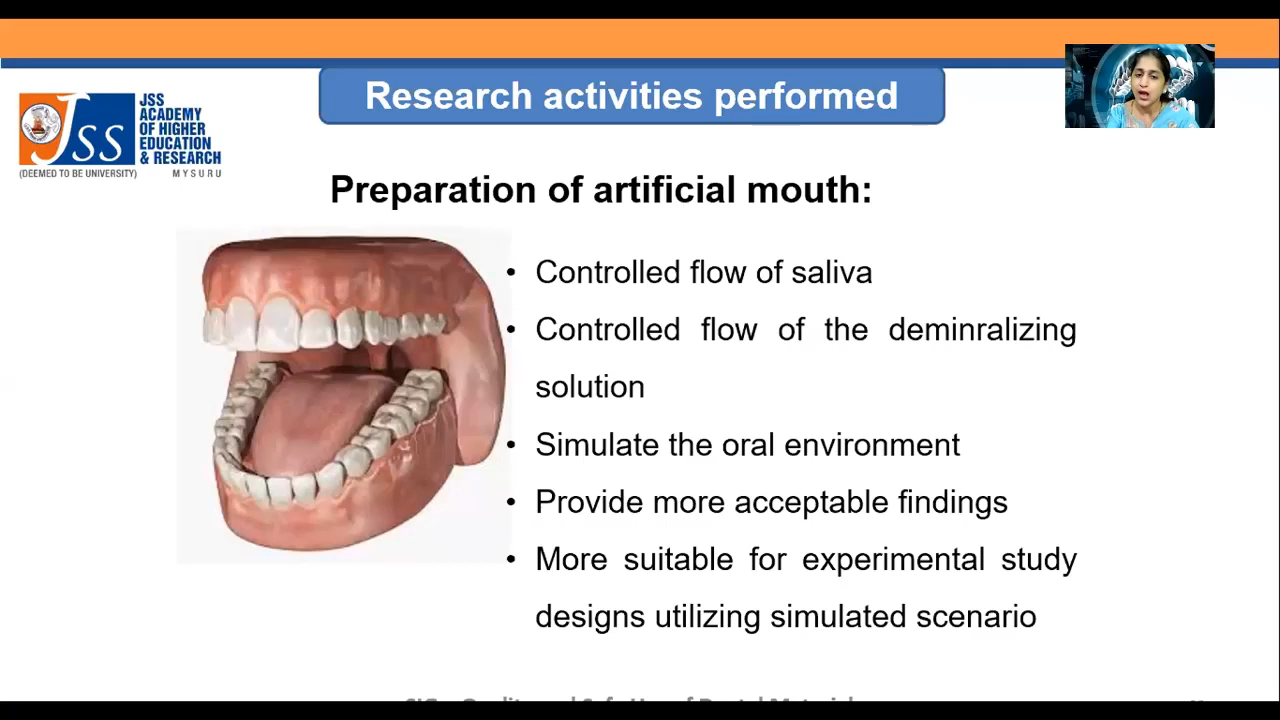 Research activities performed
JSS
JSS
ACADEMY
OF HIGHER
EDUCATION
& RESEARCH
(DEEMED TO BE UNIVERSITY) MYSURU
Preparation of artificial mouth:
• Controlled flow of saliva
• Controlled flow of the deminralizing
solution
• Simulate the oral environment
• Provide more acceptable findings
• More suitable for experimental study
designs utilizing simulated scenario